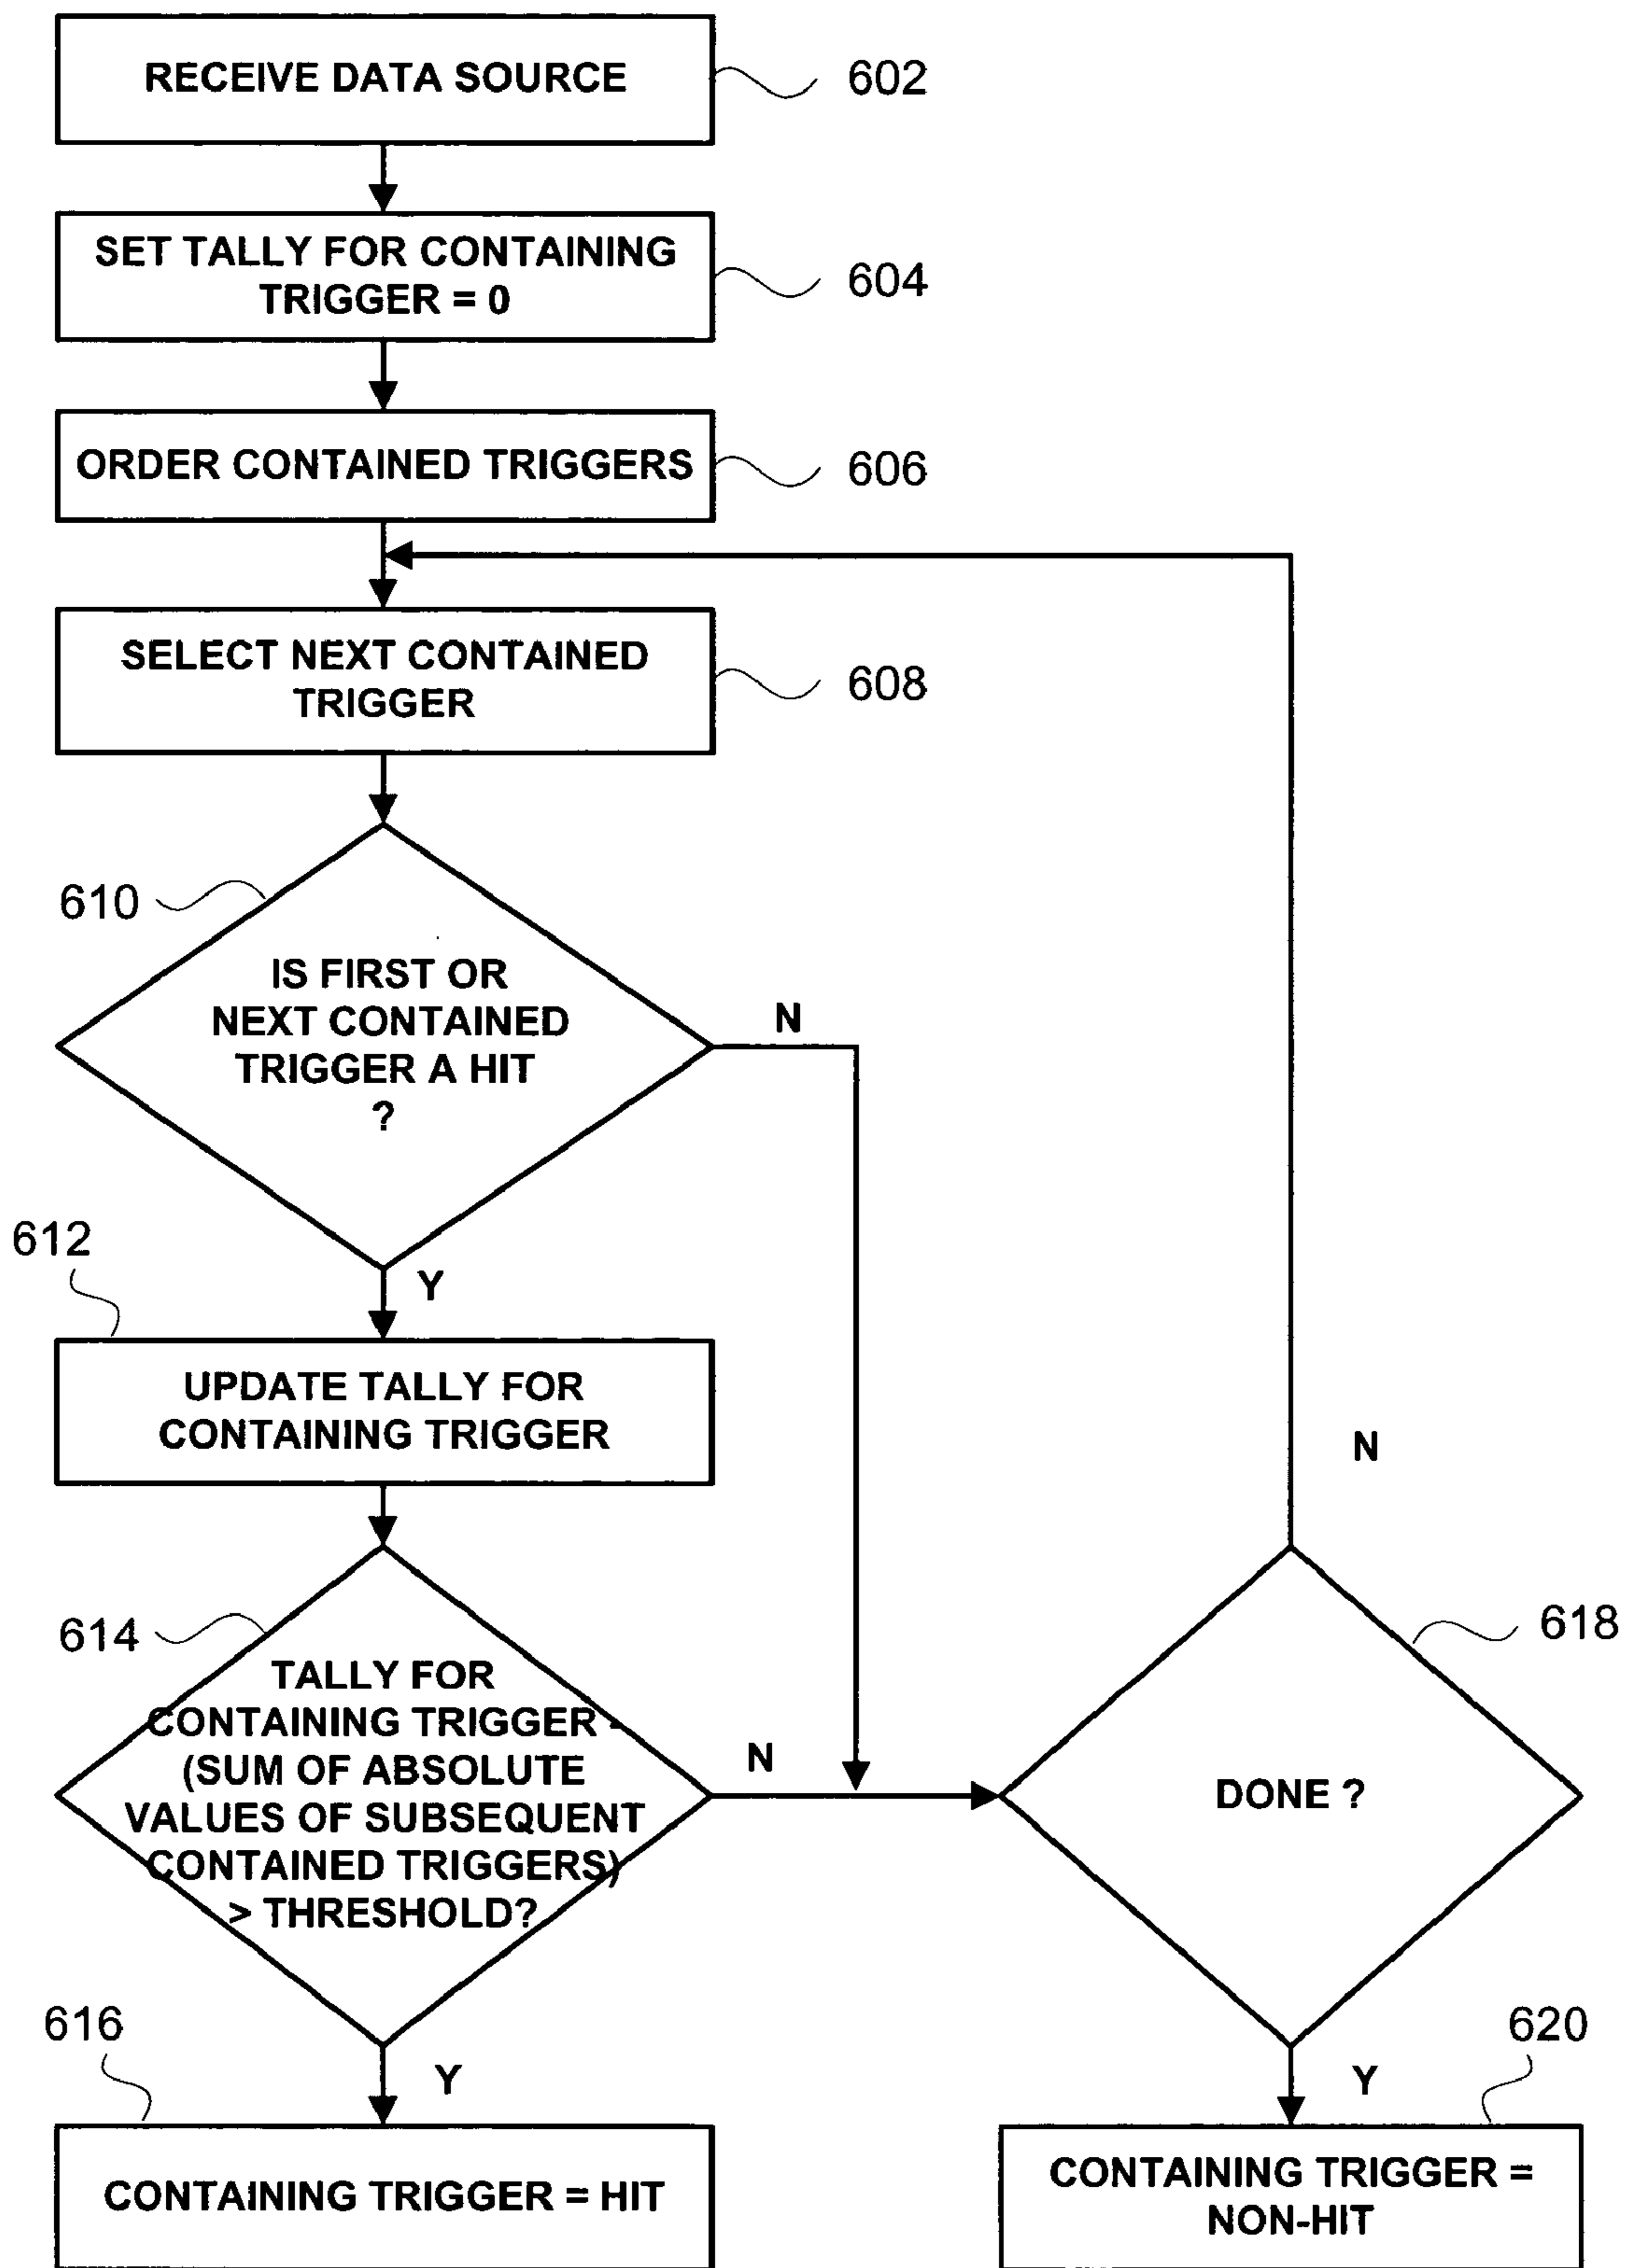 RECEIVE DATA SOURCE
602
SET TALLY FOR CONTAINING
TRIGGER = 0
604
ORDER CONTAINED TRIGGERS
606
SELECT NEXT CONTAINED
TRIGGER
608
610
IS FIRST OR
NEXT CONTAINED
TRIGGER A HIT
?
N
Y
612
UPDATE TALLY FOR
CONTAINING TRIGGER
614
TALLY FOR
CONTAINING TRIGGER -
(SUM OF ABSOLUTE
VALUES OF SUBSEQUENT
CONTAINED TRIGGERS)
> THRESHOLD?
N
Y
616
CONTAINING TRIGGER = HIT
N
618
DONE ?
Y
620
CONTAINING TRIGGER =
NON-HIT